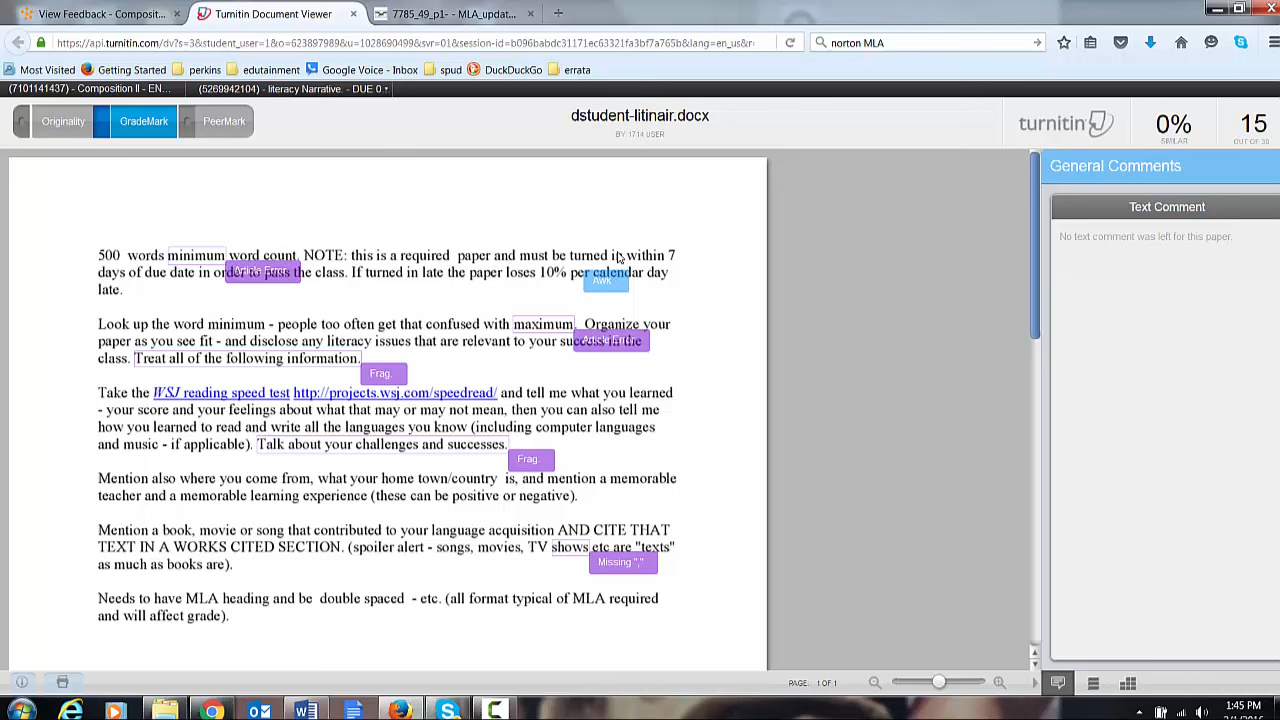 View Feedback - Composit... × Turnitin Document Viewer × 7785_49_p1- - MLA_updat... × +
https://api.turnitin.com/dv?s=3&student_user=1&o=623897989&u=1028690499&svr=01&session-id=b096babdc31171ec63321fa3bf7a765b&lang=en_us&r‹ norton MLA
Most Visited Getting Started perkins edutainment Google Voice - Inbox spud DuckDuckGo errata
(7101141437) - Composition II - EN... (5269942104) - literacy Narrative. - DUE 0.
Originality GradeMark PeerMark
dstudent-litinair.docx
BY 1714 USER
turnitin
0%
SIMILAR
15
OUT OF 30
General Comments
Text Comment
No text comment was left for this paper.
500 words minimum word count. NOTE: this is a required paper and must be turned in within 7
Article Error
days of due date in order to pass the class. If turned in late the paper loses 10% per calendar day
Awk.
late.
Look up the word minimum - people too often get that confused with maximum. Organize your
paper as you see fit - and disclose any literacy issues that are relevant to your success in the
Article Error
class. Treat all of the following information.
Frag.
Take the WSJ reading speed test http://projects.wsj.com/speedread/ and tell me what you learned
- your score and your feelings about what that may or may not mean, then you can also tell me
how you learned to read and write all the languages you know (including computer languages
and music - if applicable). Talk about your challenges and successes.
Frag.
Mention also where you come from, what your home town/country is, and mention a memorable
teacher and a memorable learning experience (these can be positive or negative).
Mention a book, movie or song that contributed to your language acquisition AND CITE THAT
TEXT IN A WORKS CITED SECTION. (spoiler alert - songs, movies, TV shows etc are "texts"
as much as books are).
Missing ","
Needs to have MLA heading and be double spaced - etc. (all format typical of MLA required
and will affect grade).
PAGE: 1 OF 1
1:45 PM